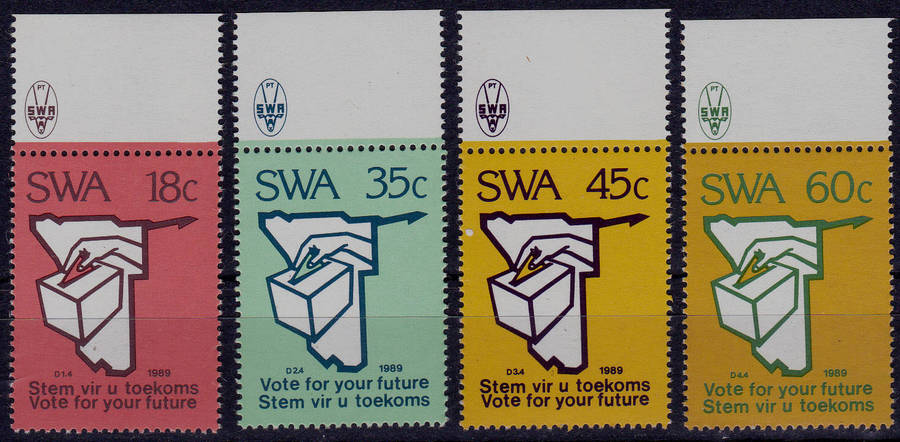 PT
SWA
SWA 18c
D1.4 1989
Stem vir u toekoms
Vote for your future
PT
SWA
SWA 35c
D2.4 1989
Vote for your future
Stem vir u toekoms
PT
SWA
SWA 45c
D3.4 1989
Stem vir u toekoms
Vote for your future
PT
SWA
SWA 60c
D4.4 1989
Vote for your future
Stem vir u toekoms